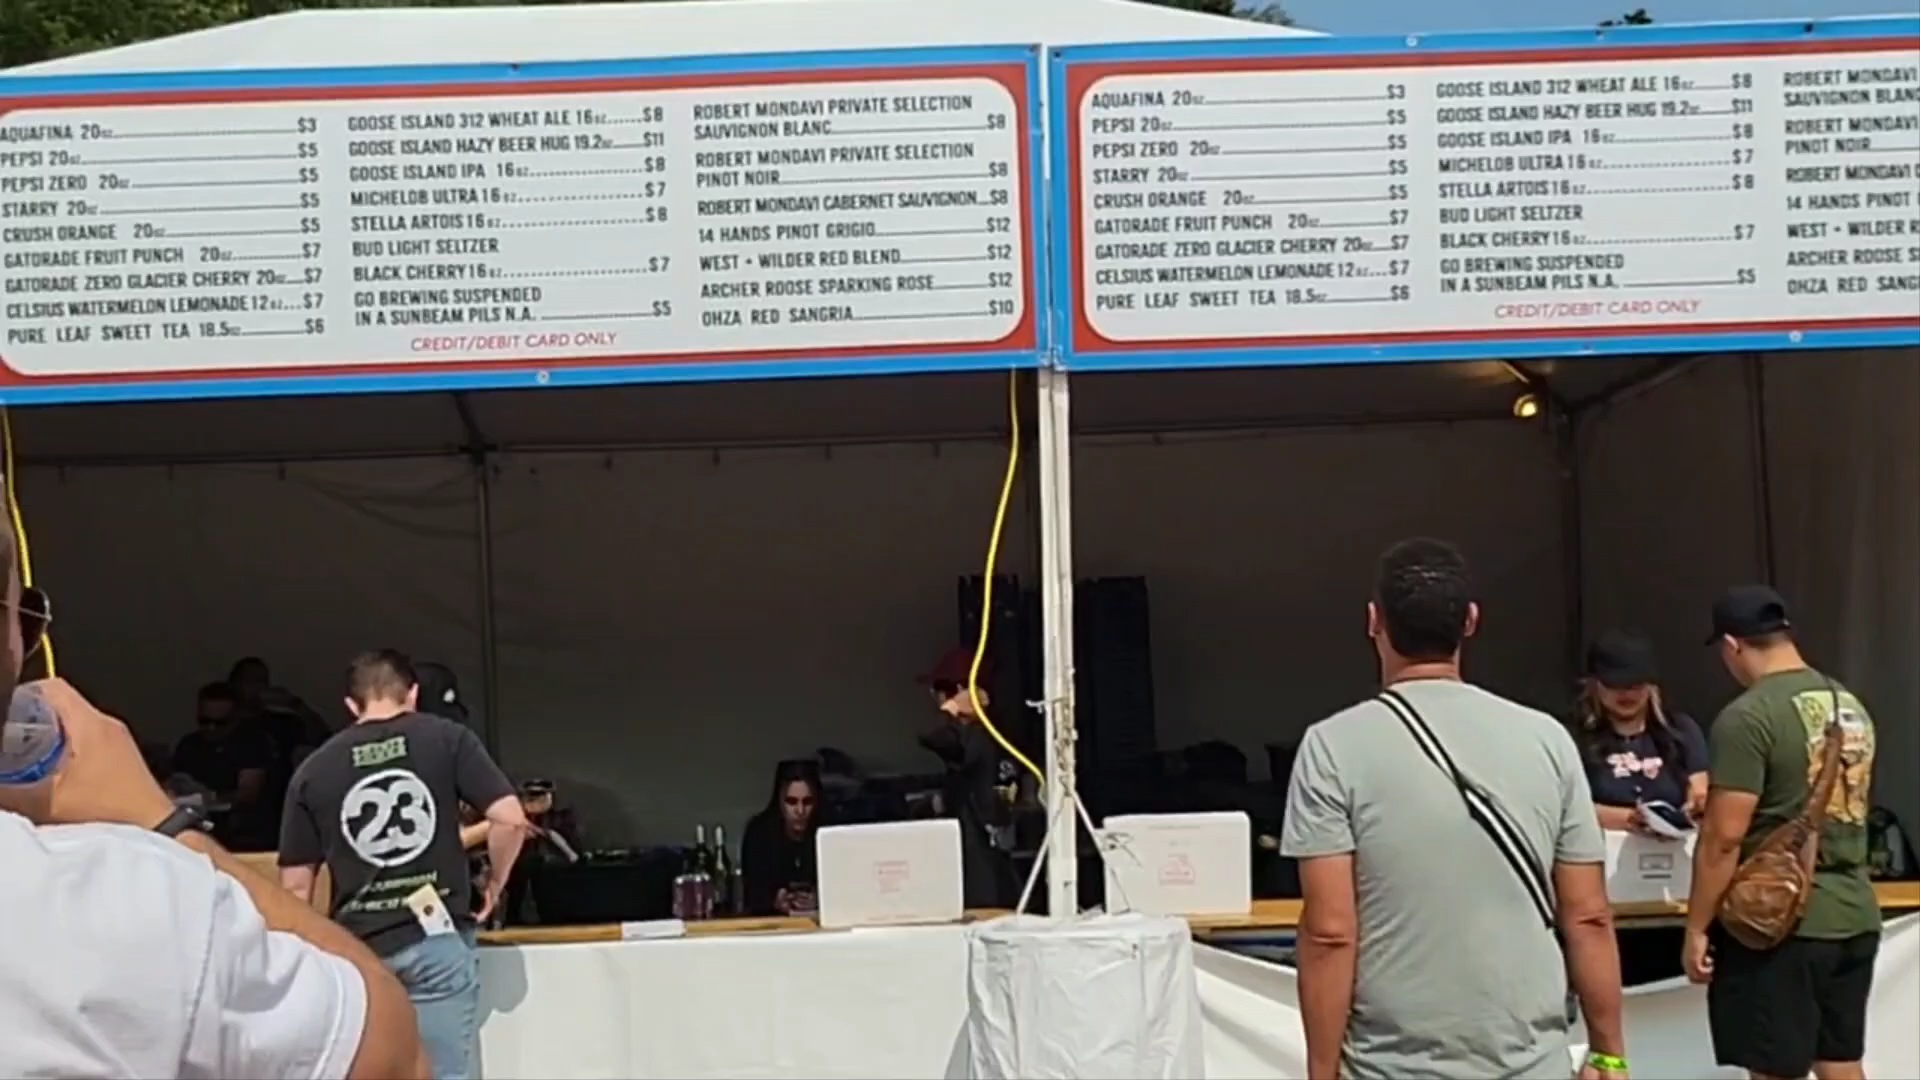 AQUAFINA 20oz $3
PEPSI 20oz $5
PEPSI ZERO 20oz $5
STARRY 20oz $5
CRUSH ORANGE 20oz $5
GATORADE FRUIT PUNCH 20oz $7
GATORADE ZERO GLACIER CHERRY 20oz $7
CELSIUS WATERMELON LEMONADE 12oz $7
PURE LEAF SWEET TEA 18.5oz $6
GOOSE ISLAND 312 WHEAT ALE 16oz $8
GOOSE ISLAND HAZY BEER HUG 19.2oz $11
GOOSE ISLAND IPA 16oz $8
MICHELOB ULTRA 16oz $7
STELLA ARTOIS 16oz $8
BUD LIGHT SELTZER
BLACK CHERRY 16oz $7
GO BREWING SUSPENDED
IN A SUNBEAM PILS N.A. $5
CREDIT/DEBIT CARD ONLY
ROBERT MONDAVI PRIVATE SELECTION
SAUVIGNON BLANC $8
ROBERT MONDAVI PRIVATE SELECTION
PINOT NOIR $8
ROBERT MONDAVI CABERNET SAUVIGNON $8
14 HANDS PINOT GRIGIO $12
WEST + WILDER RED BLEND $12
ARCHER ROOSE SPARKING ROSE $12
OHZA RED SANGRIA $10
AQUAFINA 20oz $3
PEPSI 20oz $5
PEPSI ZERO 20oz $5
STARRY 20oz $5
CRUSH ORANGE 20oz $5
GATORADE FRUIT PUNCH 20oz $7
GATORADE ZERO GLACIER CHERRY 20oz $7
CELSIUS WATERMELON LEMONADE 12oz $7
PURE LEAF SWEET TEA 18.5oz $6
GOOSE ISLAND 312 WHEAT ALE 16oz $8
GOOSE ISLAND HAZY BEER HUG 19.2oz $11
GOOSE ISLAND IPA 16oz $8
MICHELOB ULTRA 16oz $7
STELLA ARTOIS 16oz $8
BUD LIGHT SELTZER
BLACK CHERRY 16oz $7
GO BREWING SUSPENDED
IN A SUNBEAM PILS N.A. $5
CREDIT/DEBIT CARD ONLY
ROBERT MONDAVI
SAUVIGNON BLANC
ROBERT MONDAVI
PINOT NOIR
ROBERT MONDAVI
14 HANDS PINOT
WEST + WILDER
ARCHER ROOSE
OHZA RED
23